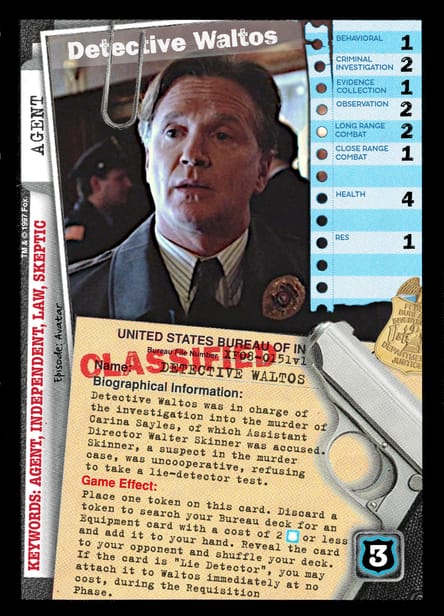 Detective Waltos
BEHAVIORAL 1
CRIMINAL INVESTIGATION 2
EVIDENCE COLLECTION 1
OBSERVATION 2
LONG RANGE COMBAT 2
CLOSE RANGE COMBAT 1
HEALTH 4
RES 1
AGENT
TM & © 1997 Fox.
KEYWORDS: AGENT, INDEPENDENT, LAW, SKEPTIC
Episode: Avatar
UNITED STATES BUREAU OF IN
Bureau File Number: XF98-0151v1
CLASSIFIED
Name: DETECTIVE WALTOS
Biographical Information:
Detective Waltos was in charge of
the investigation into the murder of
Carina Sayles, of which Assistant
Director Walter Skinner was accused.
Skinner, a suspect in the murder
case, was uncooperative, refusing
to take a lie-detector test.
Game Effect:
Place one token on this card. Discard a
token to search your Bureau deck for an
Equipment card with a cost of 2 or less
and add it to your hand. Reveal the card
to your opponent and shuffle your deck.
If the card is "Lie Detector", you may
attach it to Waltos immediately at no
cost, during the Requisition
Phase.
3